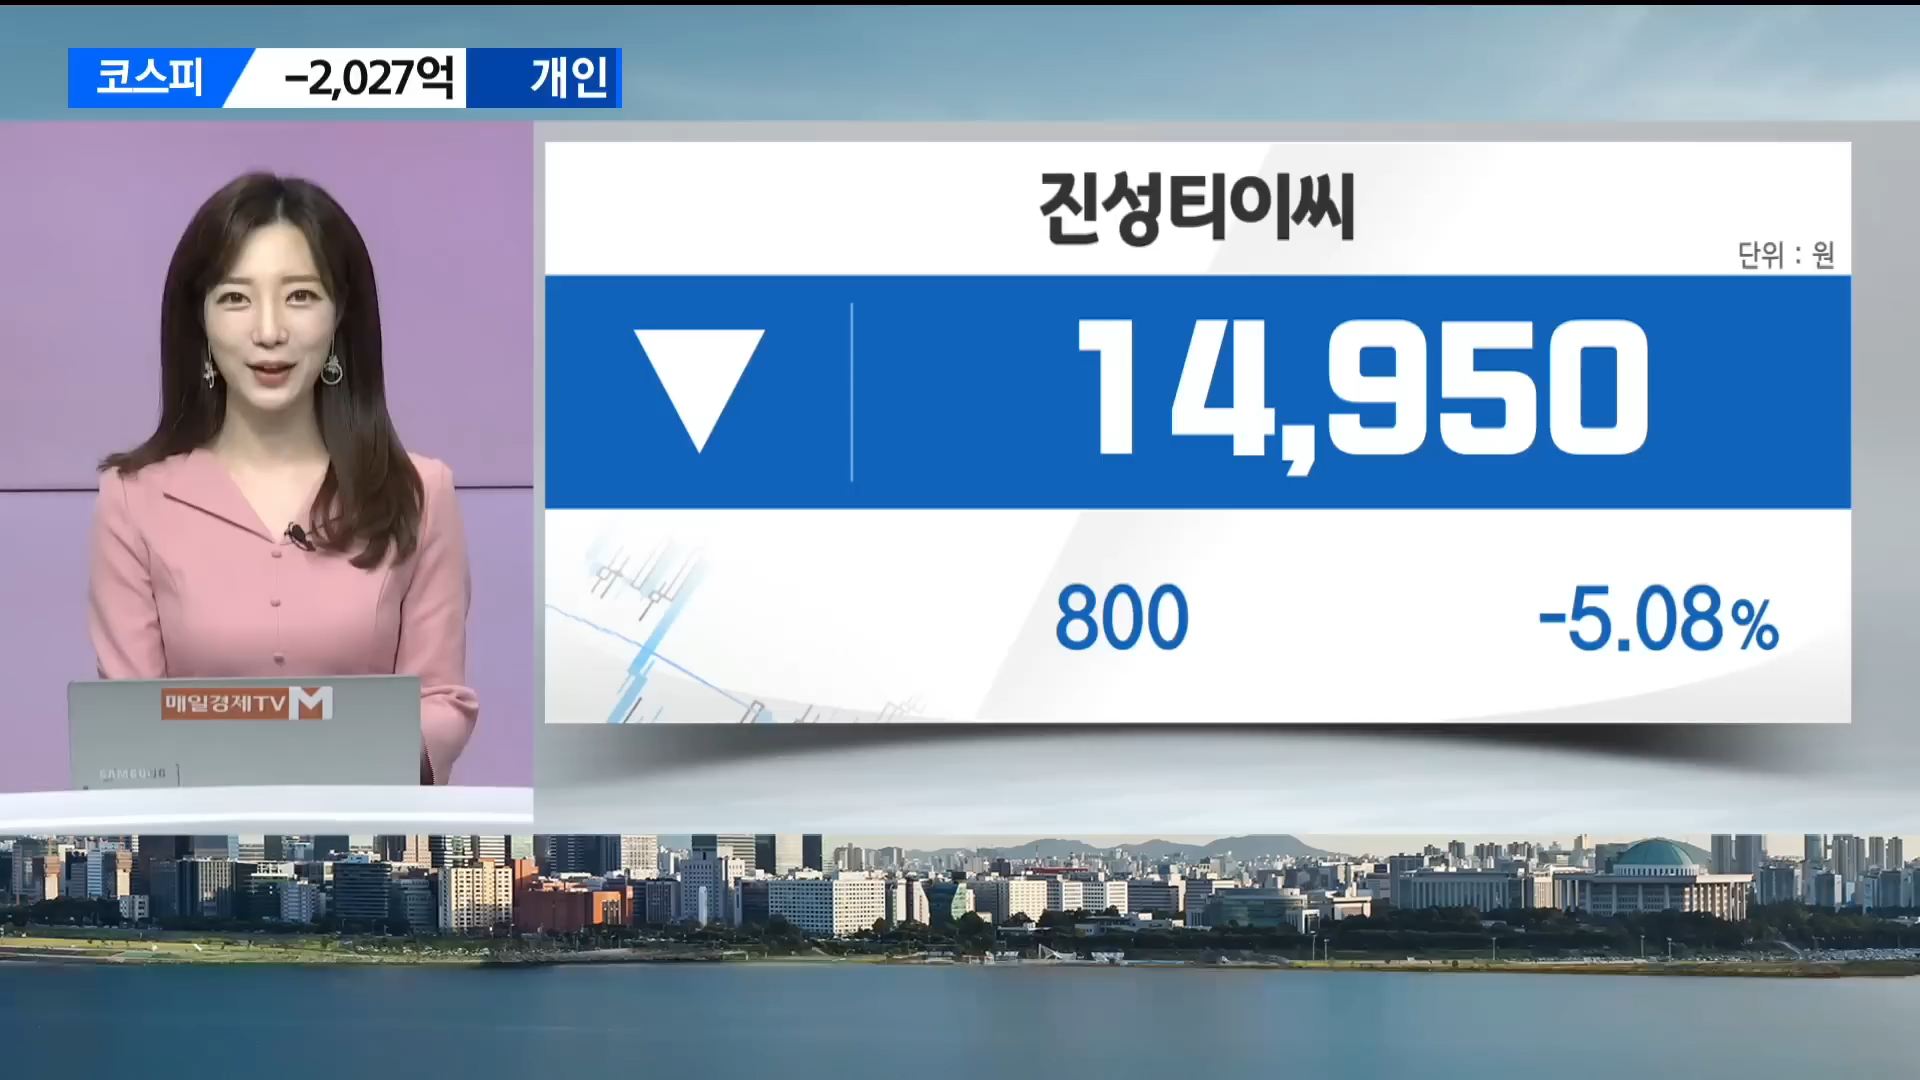 코스피 -2,027억 개인
진성티이씨
단위 : 원
▼ 14,950
800 -5.08%
매일경제TV M
SAMSUNG